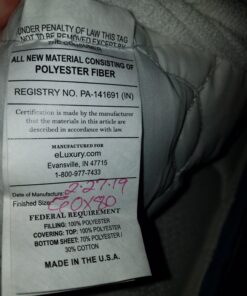 UNDER PENALTY OF LAW THIS TAG
NOT TO BE REMOVED EXCEPT BY
THE CONSUMER
ALL NEW MATERIAL CONSISTING OF
POLYESTER FIBER
REGISTRY NO. PA-141691 (IN)
Certification is made by the manufacturer
that the materials in this article are
described in accordance with law.
MANUFACTURED FOR
eLuxury.com
Evansville, IN 47715
1-800-977-7433
Date of Manufacture: 2-27-19
Finished Size: 60X80
FEDERAL REQUIREMENT
FILLING: 100% POLYESTER
COVERING: TOP: 100% POLYESTER
BOTTOM SHEET: 70% POLYESTER /
30% COTTON
MADE IN THE U.S.A.